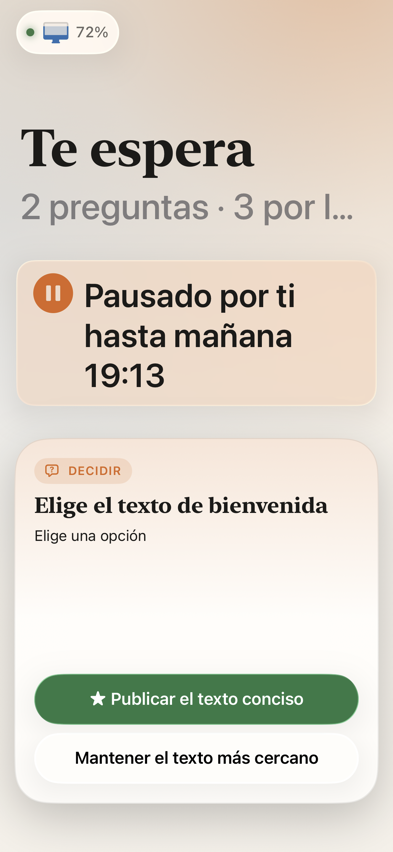 72%
Te espera
2 preguntas · 3 por l...
Pausado por ti
hasta mañana
19:13
DECIDIR
Elige el texto de bienvenida
Elige una opción
★ Publicar el texto conciso
Mantener el texto más cercano